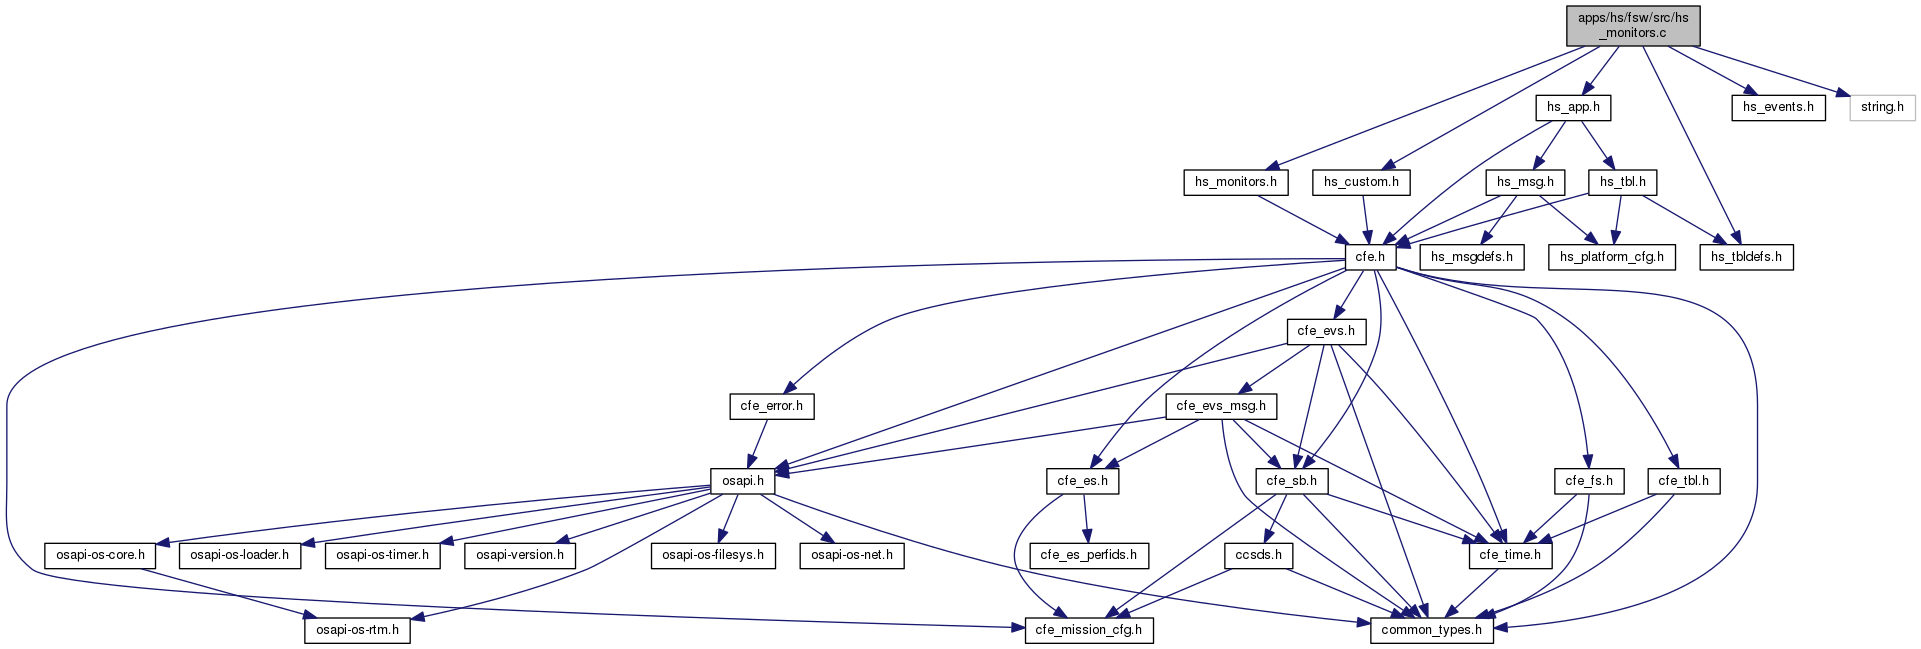 apps/hs/fsw/src/hs
_monitors.c
hs_app.h
hs_events.h
string.h
hs_monitors.h
hs_custom.h
hs_msg.h
hs_tbl.h
cfe.h
hs_msgdefs.h
hs_platform_cfg.h
hs_tbldefs.h
cfe_evs.h
cfe_error.h
cfe_evs_msg.h
osapi.h
cfe_es.h
cfe_sb.h
cfe_fs.h
cfe_tbl.h
osapi-os-core.h
osapi-os-loader.h
osapi-os-timer.h
osapi-version.h
osapi-os-filesys.h
osapi-os-net.h
cfe_es_perfids.h
ccsds.h
cfe_time.h
osapi-os-rtm.h
cfe_mission_cfg.h
common_types.h